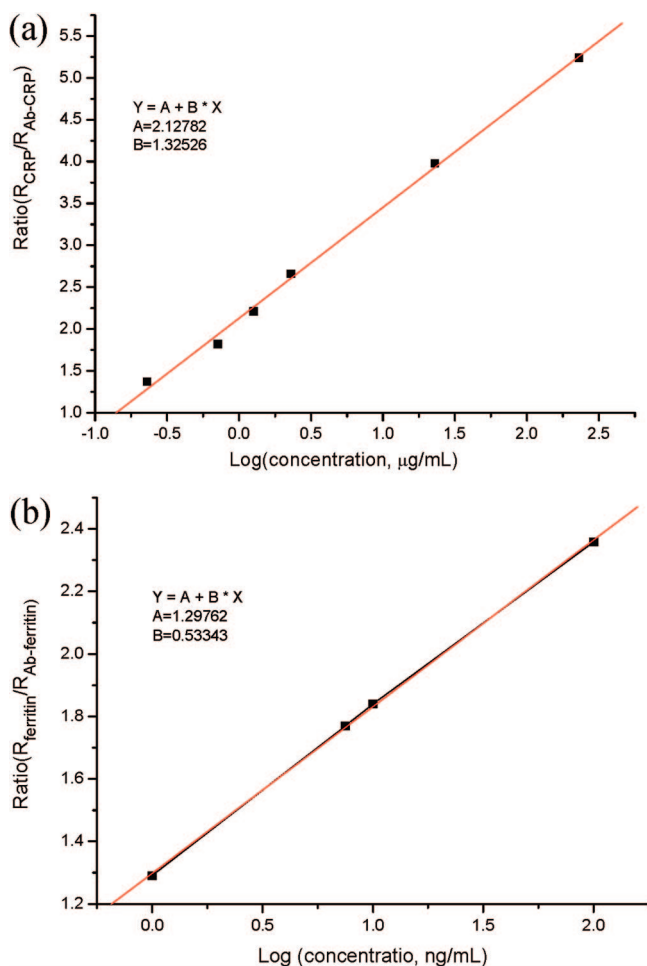 (a)
5.5
5.0
4.5
4.0
3.5
3.0
2.5
2.0
1.5
1.0
Ratio(R_CRP/R_Ab-CRP)
Y = A + B * X
A=2.12782
B=1.32526
-1.0 -0.5 0.0 0.5 1.0 1.5 2.0 2.5
Log(concentration, μg/mL)
(b)
2.4
2.2
2.0
1.8
1.6
1.4
1.2
Ratio(R_ferritin/R_Ab-ferritin)
Y = A + B * X
A=1.29762
B=0.53343
0.0 0.5 1.0 1.5 2.0
Log (concentratio, ng/mL)